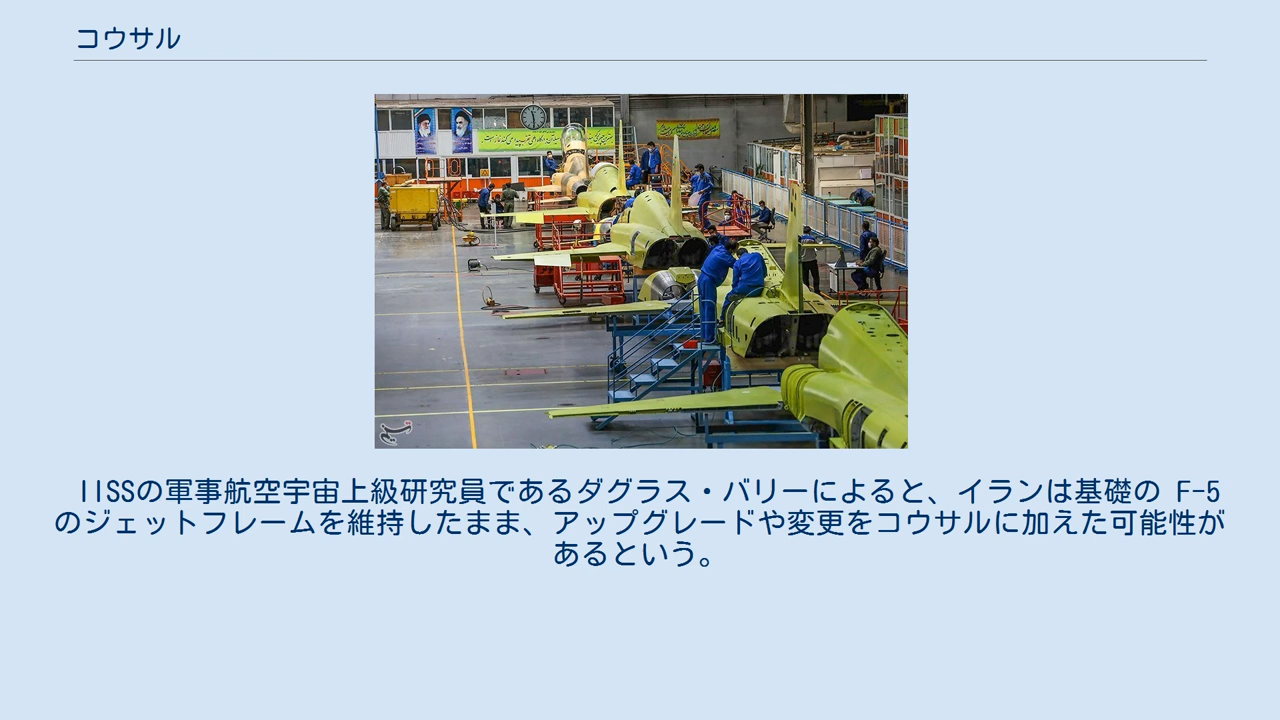 コウサル
IISSの軍事航空宇宙上級研究員であるダグラス・バリーによると、イランは基礎の F-5
のジェットフレームを維持したまま、アップグレードや変更をコウサルに加えた可能性が
あるという。